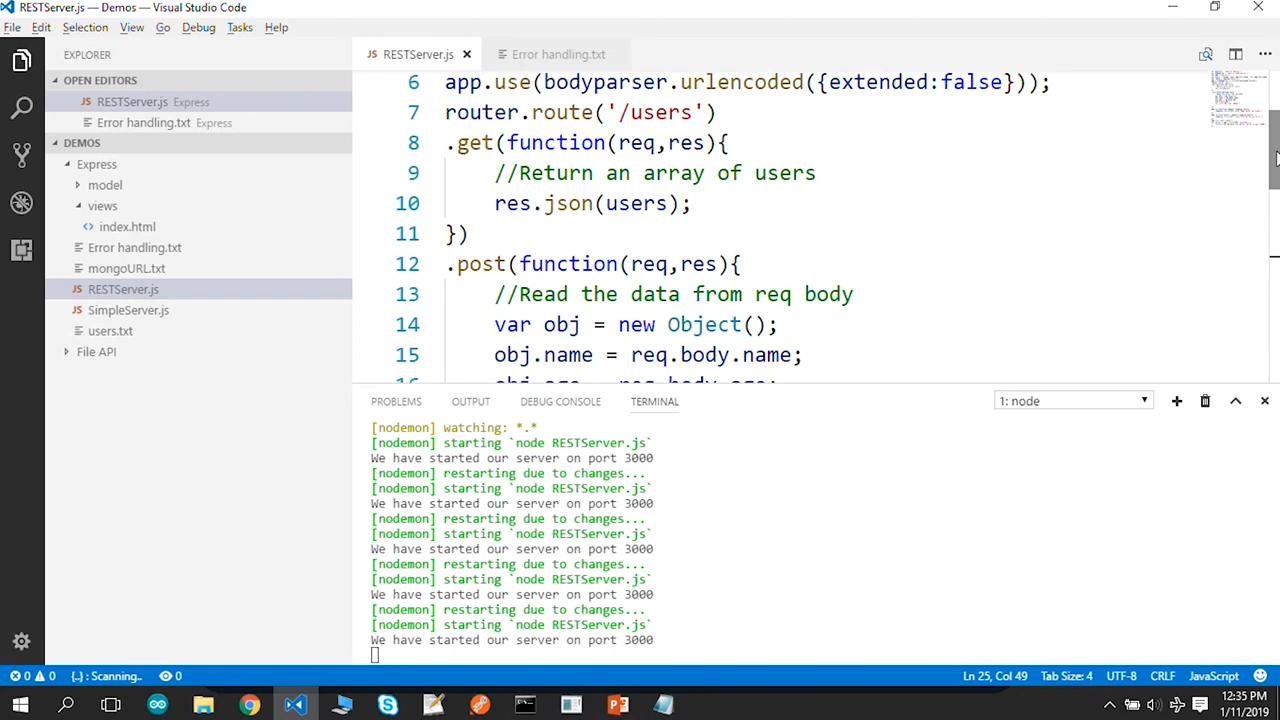 RESTServer.js — Demos — Visual Studio Code
File Edit Selection View Go Debug Tasks Help
EXPLORER
OPEN EDITORS
JS RESTServer.js Express
Error handling.txt Express
DEMOS
Express
model
views
<> index.html
Error handling.txt
mongoURL.txt
JS RESTServer.js
JS SimpleServer.js
users.txt
File API
JS RESTServer.js × Error handling.txt
6 app.use(bodyparser.urlencoded({extended:false}));
7 router.route('/users')
8 .get(function(req,res){
9 //Return an array of users
10 res.json(users);
11 })
12 .post(function(req,res){
13 //Read the data from req body
14 var obj = new Object();
15 obj.name = req.body.name;
16 obj.age = req.body.age;
PROBLEMS OUTPUT DEBUG CONSOLE TERMINAL 1: node
[nodemon] watching: *.*
[nodemon] starting `node RESTServer.js`
We have started our server on port 3000
[nodemon] restarting due to changes...
[nodemon] starting `node RESTServer.js`
We have started our server on port 3000
[nodemon] restarting due to changes...
[nodemon] starting `node RESTServer.js`
We have started our server on port 3000
[nodemon] restarting due to changes...
[nodemon] starting `node RESTServer.js`
We have started our server on port 3000
[nodemon] restarting due to changes...
[nodemon] starting `node RESTServer.js`
We have started our server on port 3000
0 0 {..} : Scanning.. 0 Ln 25, Col 49 Tab Size: 4 UTF-8 CRLF JavaScript
12:35 PM
1/11/2019